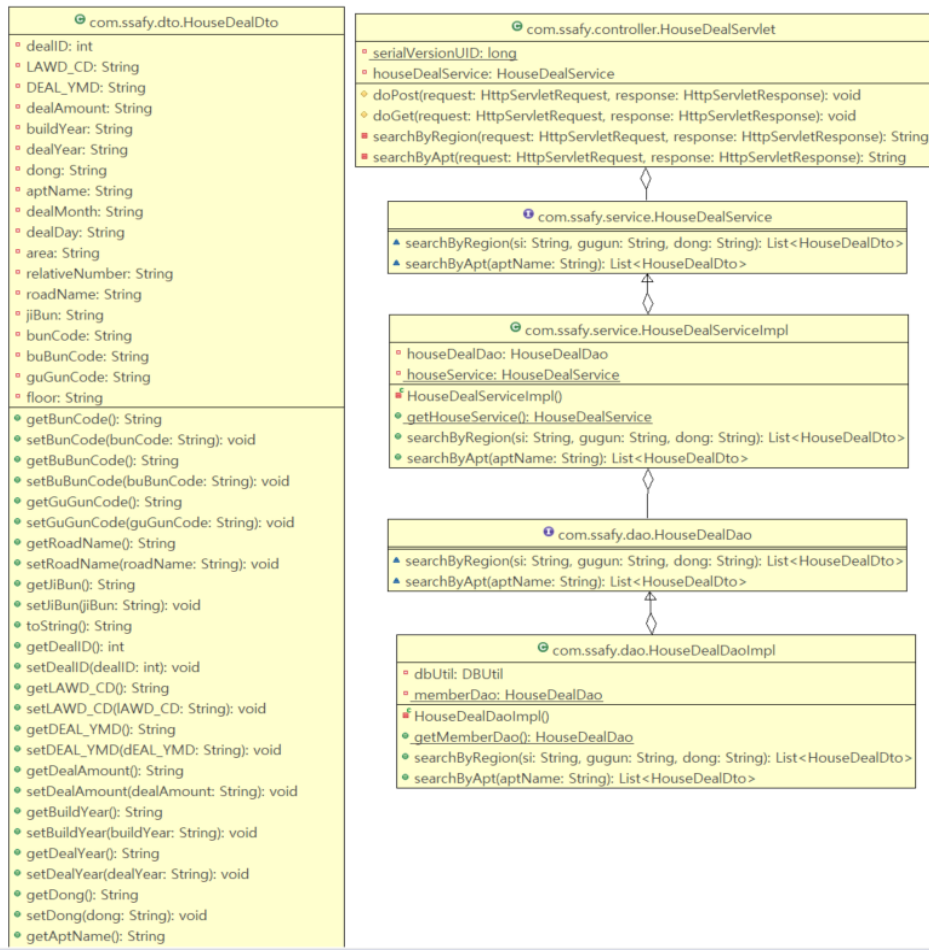 com.ssafy.dto.HouseDealDto
dealID: int
LAWD_CD: String
DEAL_YMD: String
dealAmount: String
buildYear: String
dealYear: String
dong: String
aptName: String
dealMonth: String
dealDay: String
area: String
relativeNumber: String
roadName: String
jiBun: String
bunCode: String
buBunCode: String
guGunCode: String
floor: String
getBunCode(): String
setBunCode(bunCode: String): void
getBuBunCode(): String
setBuBunCode(buBunCode: String): void
getGuGunCode(): String
setGuGunCode(guGunCode: String): void
getRoadName(): String
setRoadName(roadName: String): void
getJiBun(): String
setJiBun(jiBun: String): void
toString(): String
getDealID(): int
setDealID(dealID: int): void
getLAWD_CD(): String
setLAWD_CD(lAWD_CD: String): void
getDEAL_YMD(): String
setDEAL_YMD(dEAL_YMD: String): void
getDealAmount(): String
setDealAmount(dealAmount: String): void
getBuildYear(): String
setBuildYear(buildYear: String): void
getDealYear(): String
setDealYear(dealYear: String): void
getDong(): String
setDong(dong: String): void
getAptName(): String
com.ssafy.controller.HouseDealServlet
serialVersionUID: long
houseDealService: HouseDealService
doPost(request: HttpServletRequest, response: HttpServletResponse): void
doGet(request: HttpServletRequest, response: HttpServletResponse): void
searchByRegion(request: HttpServletRequest, response: HttpServletResponse): String
searchByApt(request: HttpServletRequest, response: HttpServletResponse): String
com.ssafy.service.HouseDealService
searchByRegion(si: String, gugun: String, dong: String): List<HouseDealDto>
searchByApt(aptName: String): List<HouseDealDto>
com.ssafy.service.HouseDealServiceImpl
houseDealDao: HouseDealDao
houseService: HouseDealService
HouseDealServiceImpl()
getHouseService(): HouseDealService
searchByRegion(si: String, gugun: String, dong: String): List<HouseDealDto>
searchByApt(aptName: String): List<HouseDealDto>
com.ssafy.dao.HouseDealDao
searchByRegion(si: String, gugun: String, dong: String): List<HouseDealDto>
searchByApt(aptName: String): List<HouseDealDto>
com.ssafy.dao.HouseDealDaoImpl
dbUtil: DBUtil
memberDao: HouseDealDao
HouseDealDaoImpl()
getMemberDao(): HouseDealDao
searchByRegion(si: String, gugun: String, dong: String): List<HouseDealDto>
searchByApt(aptName: String): List<HouseDealDto>